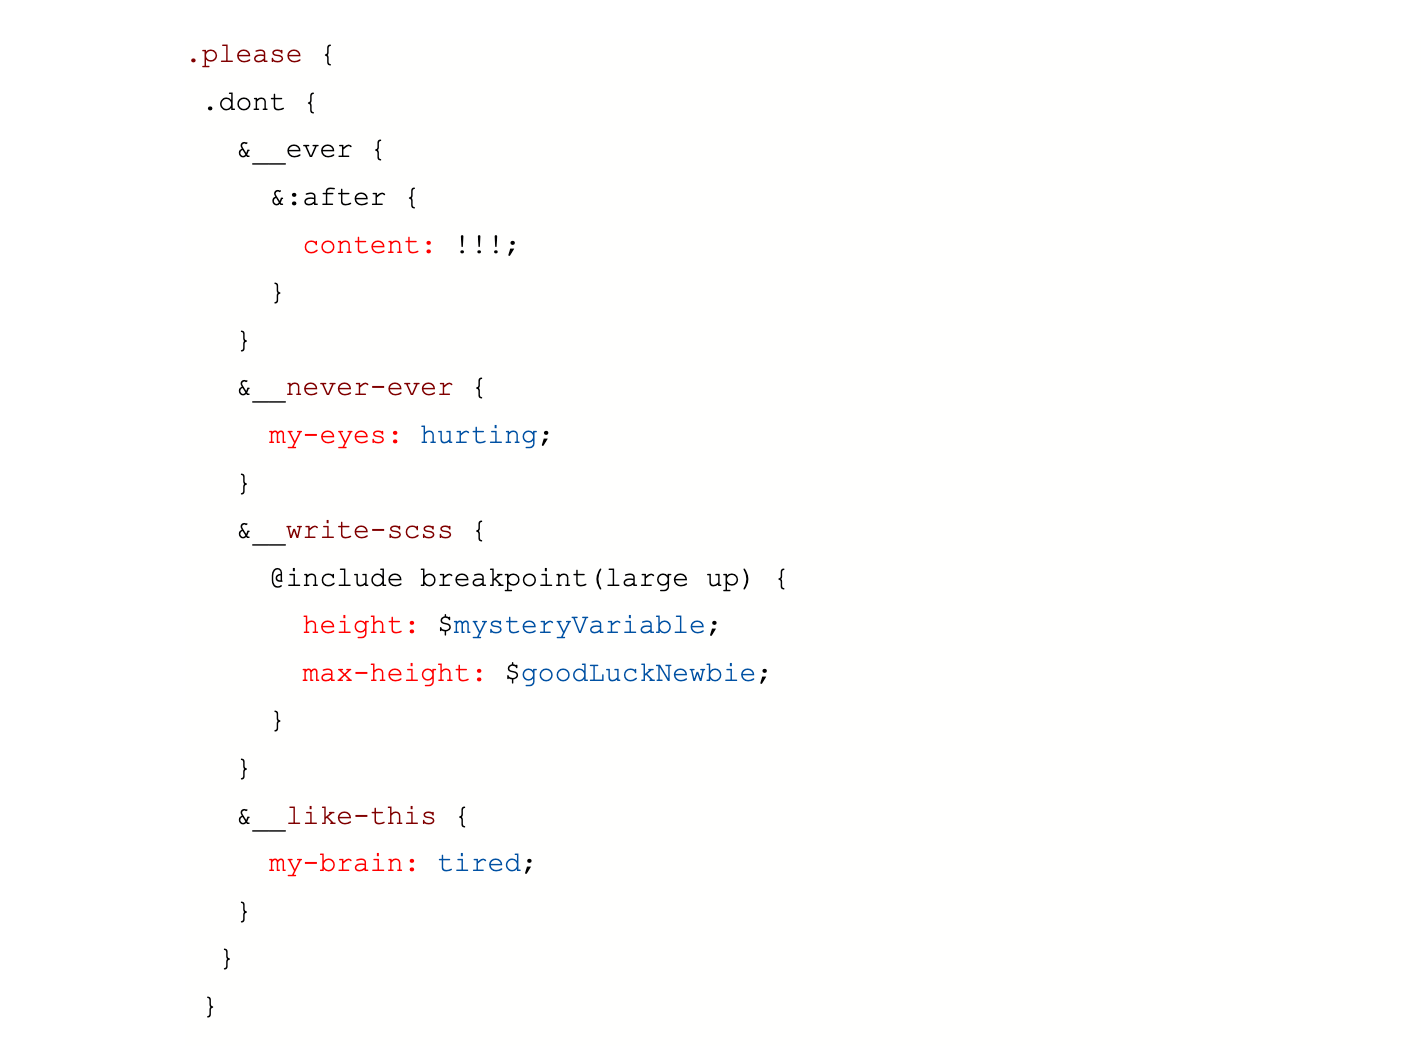 .please {
.dont {
&__ever {
&:after {
content: !!!;
}
}
&__never-ever {
my-eyes: hurting;
}
&__write-scss {
@include breakpoint(large up) {
height: $mysteryVariable;
max-height: $goodLuckNewbie;
}
}
&__like-this {
my-brain: tired;
}
}
}